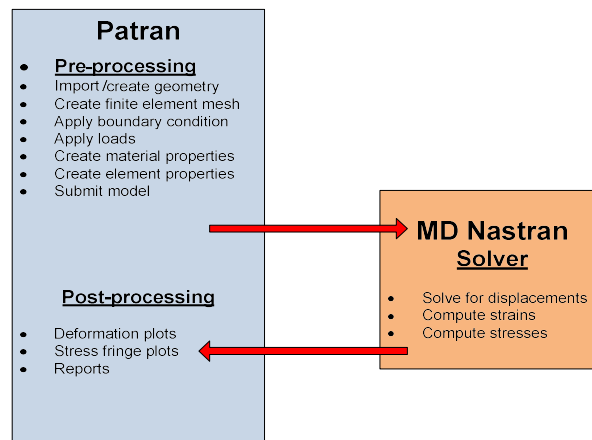 Patran
• Pre-processing
• Import/create geometry
• Create finite element mesh
• Apply boundary condition
• Apply loads
• Create material properties
• Create element properties
• Submit model
Post-processing
• Deformation plots
• Stress fringe plots
• Reports
MD Nastran
Solver
• Solve for displacements
• Compute strains
• Compute stresses